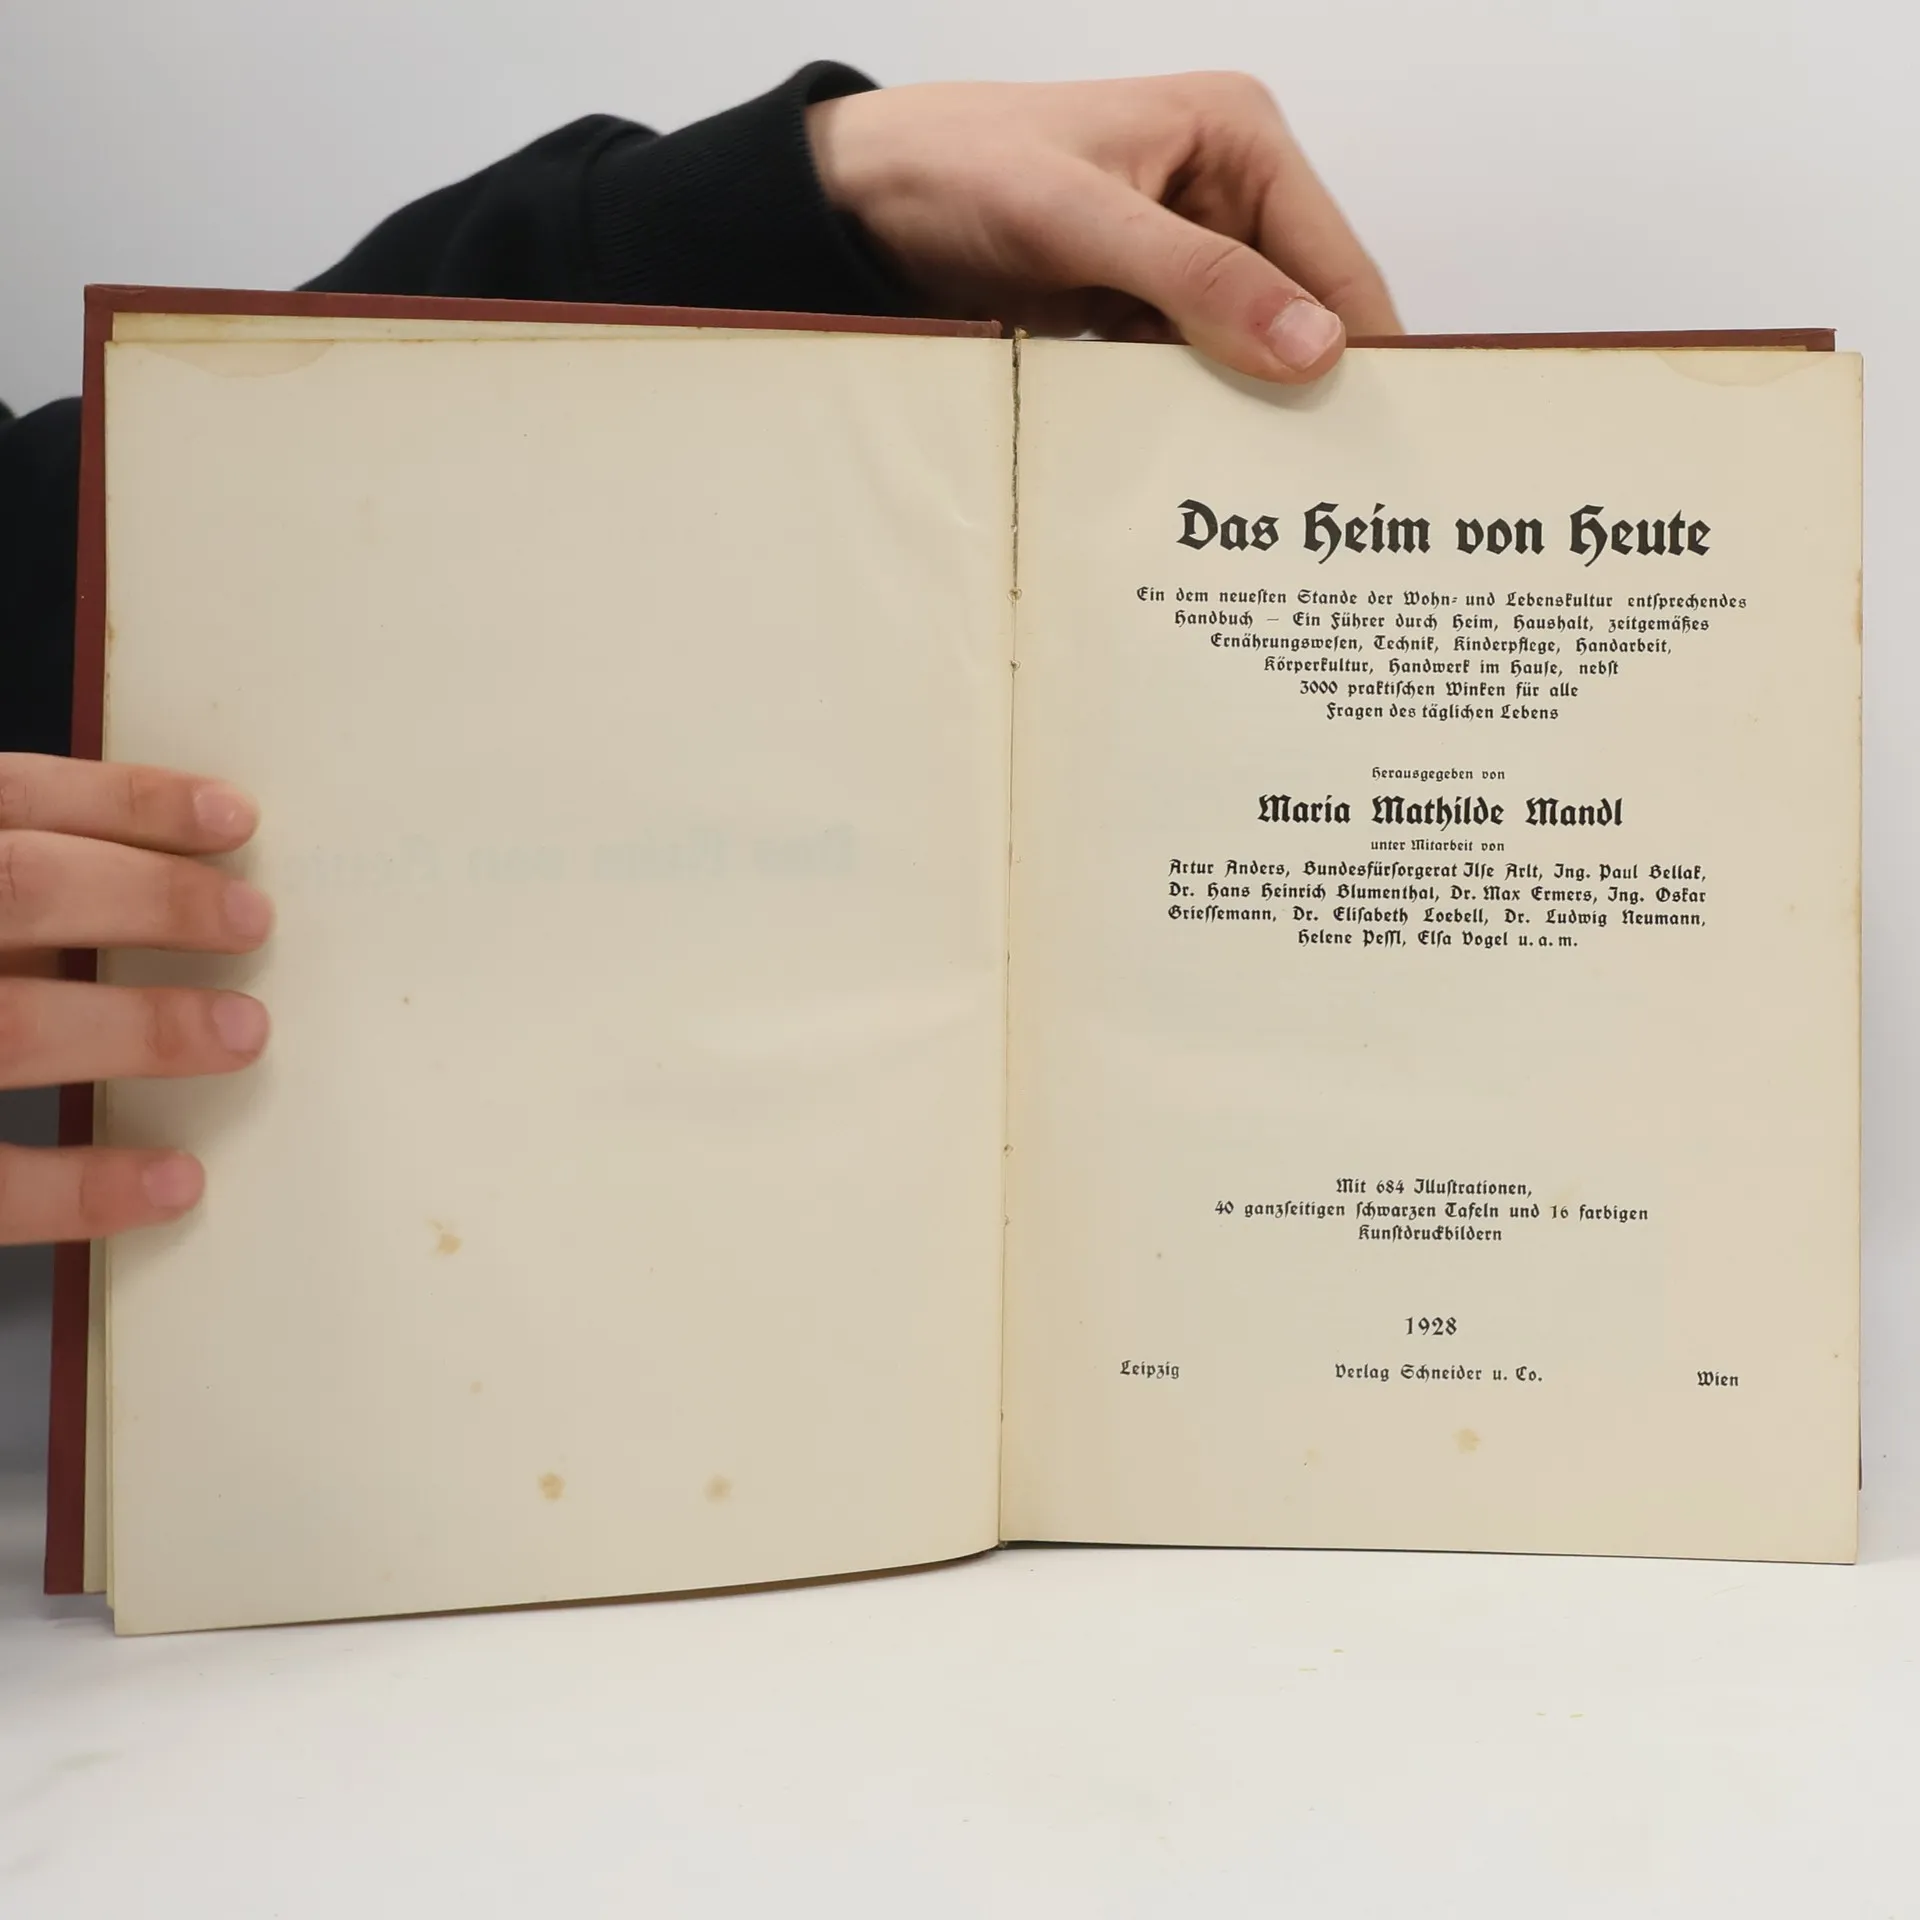 Das Heim von Heute
Ein dem neuesten Stande der Wohn- und Lebenskultur entsprechendes
Handbuch — Ein Führer durch Heim, Haushalt, zeitgemäßes
Ernährungswesen, Technik, Kinderpflege, Handarbeit,
Körperkultur, Handwerk im Hause, nebst
3000 praktischen Winken für alle
Fragen des täglichen Lebens
Herausgegeben von
Maria Mathilde Mandl
unter Mitarbeit von
Artur Anders, Bundesfürsorgerat Ilse Arlt, Ing. Paul Bellak,
Dr. Hans Heinrich Blumenthal, Dr. Max Ermers, Ing. Oskar
Griessemann, Dr. Elisabeth Loebell, Dr. Ludwig Neumann,
Helene Pessl, Elsa Vogel u. a. m.
Mit 684 Illustrationen,
40 ganzseitigen schwarzen Tafeln und 16 farbigen
Kunstdruckbildern
1928
Leipzig Verlag Schneider u. Co. Wien